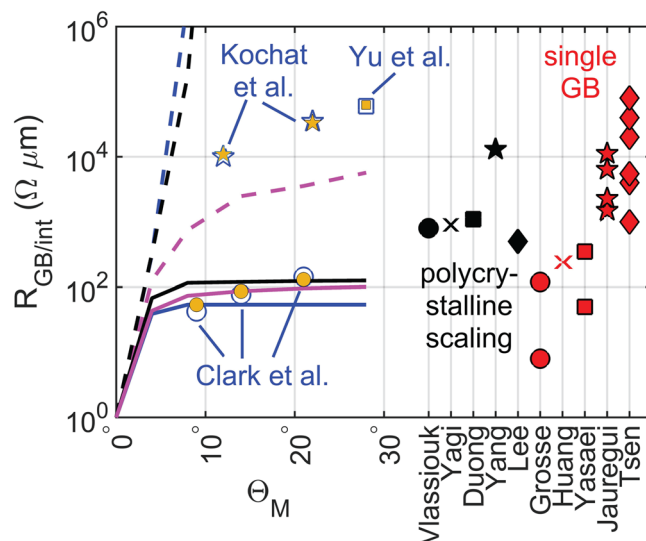 10^6
10^4
10^2
10^0
R_GB/int (Ω μm)
Kochat
et al.
Yu et al.
single
GB
polycry-
stalline
scaling
Clark et al.
0°
10°
20°
30°
Θ_M
Vlassiouk
Yagi
Duong
Yang
Lee
Grosse
Huang
Yasaei
Jauregui
Tsen